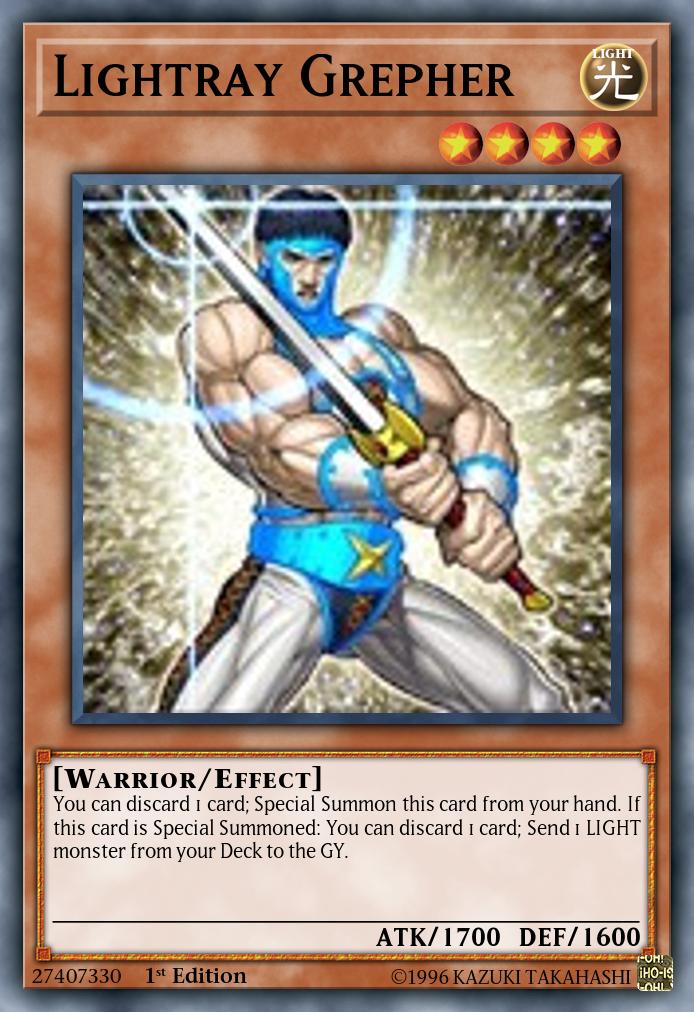 LIGHTRAY GREPHER
LIGHT
光
[WARRIOR/EFFECT]
You can discard 1 card; Special Summon this card from your hand. If
this card is Special Summoned: You can discard 1 card; Send 1 LIGHT
monster from your Deck to the GY.
ATK/1700 DEF/1600
27407330 1st Edition ©1996 KAZUKI TAKAHASHI